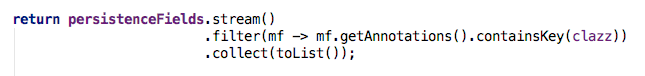 return persistenceFields.stream()
.filter(mf -> mf.getAnnotations().containsKey(clazz))
.collect(toList());